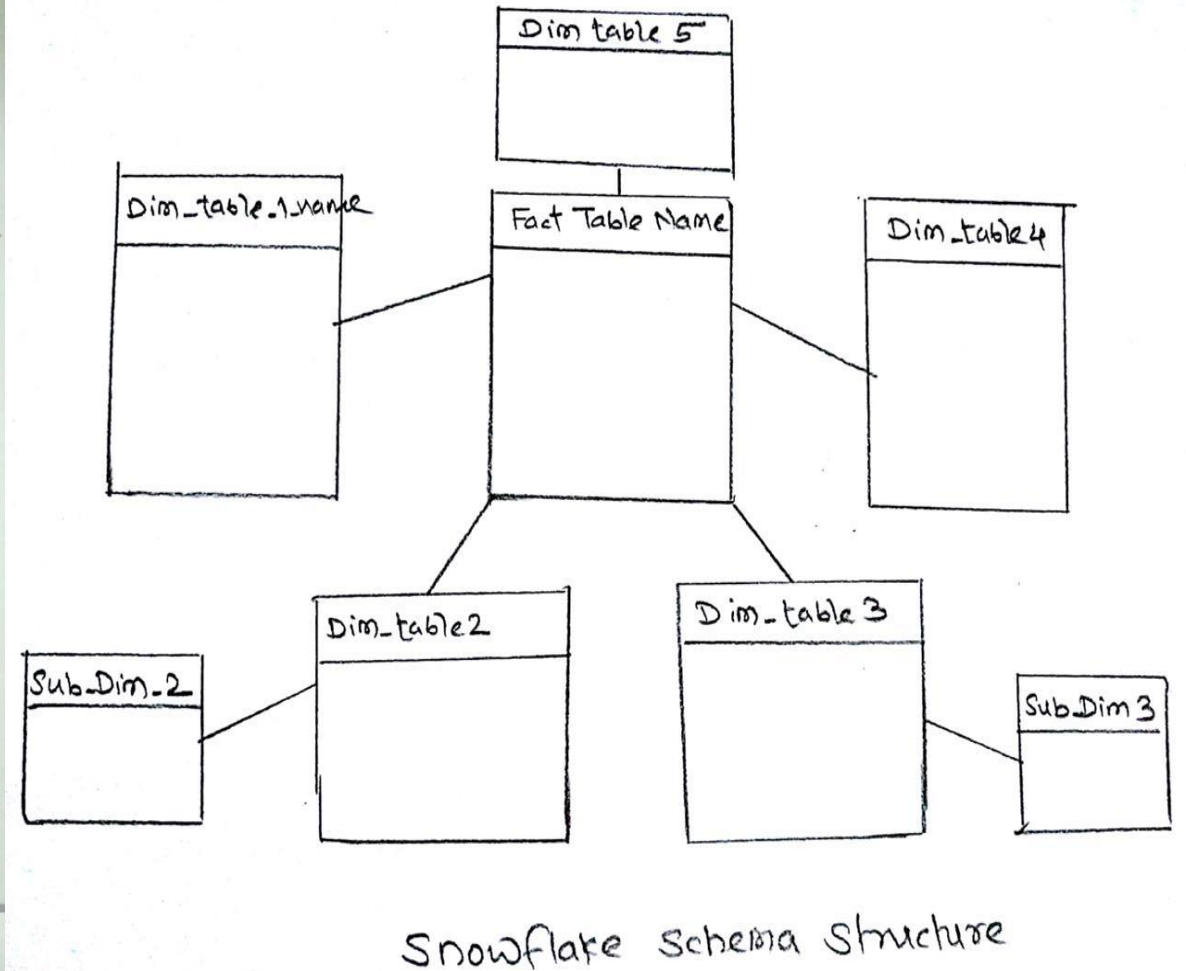 Dim table 5
Dim_table_1_name
Fact Table Name
Dim_table4
Dim_table2
Dim_table 3
Sub_Dim_2
Sub_Dim 3
Snowflake Schema Structure